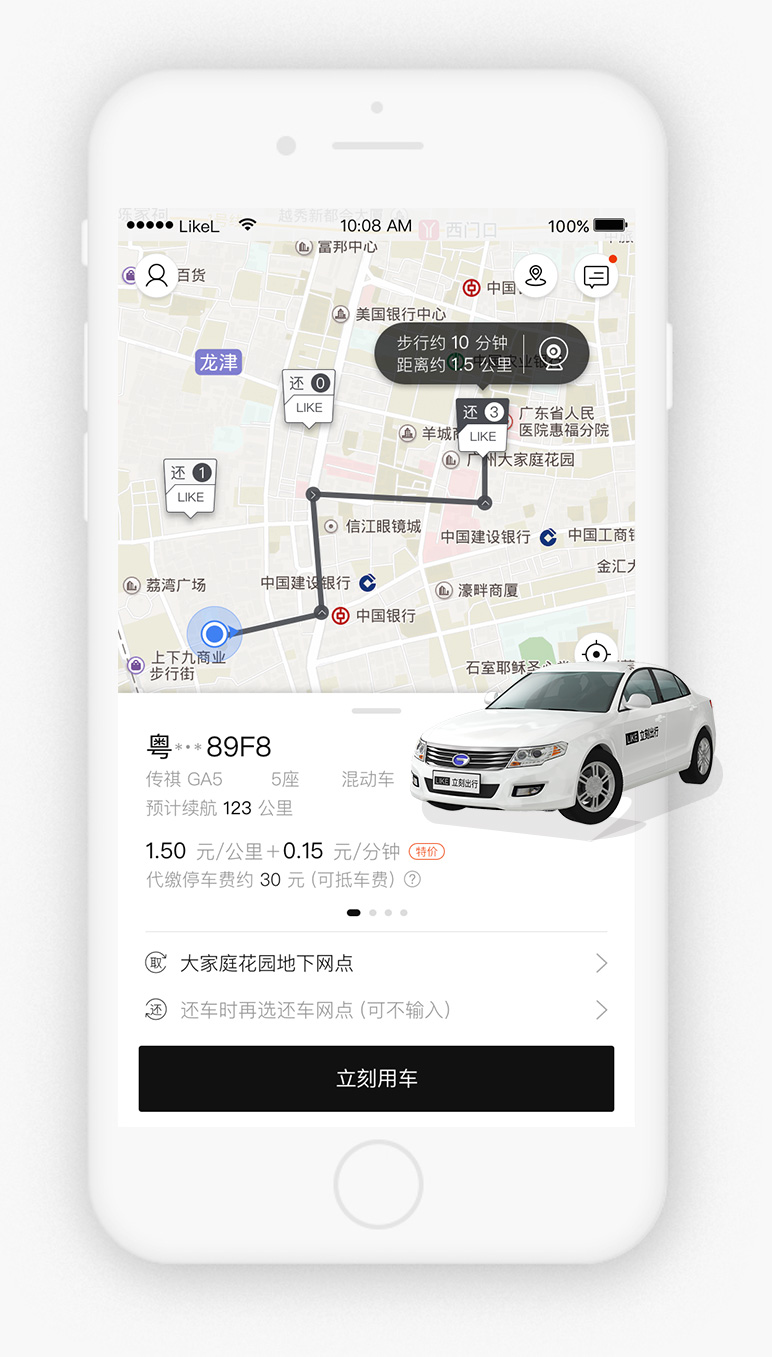 LikeL
10:08 AM
100%
西门口
富邦中心
百货
中国
美国银行中心
步行约 10 分钟
距离约 1.5 公里
龙津
还 0
LIKE
还 3
LIKE
广东省人民
医院惠福分院
羊城
广州大家庭花园
还 1
LIKE
信江眼镜城
中国建设银行
中国工商银
金汇大
中国建设银行
荔湾广场
濠畔商厦
中国银行
上下九商业
步行街
石室耶稣圣心堂
粤···89F8
传祺 GA5 5座 混动车
LIKE 立刻出行
LIKE 立刻出行
预计续航 123 公里
1.50 元/公里+0.15 元/分钟 特价
代缴停车费约 30 元 (可抵车费) ?
取 大家庭花园地下网点
还 还车时再选还车网点 (可不输入)
立刻用车